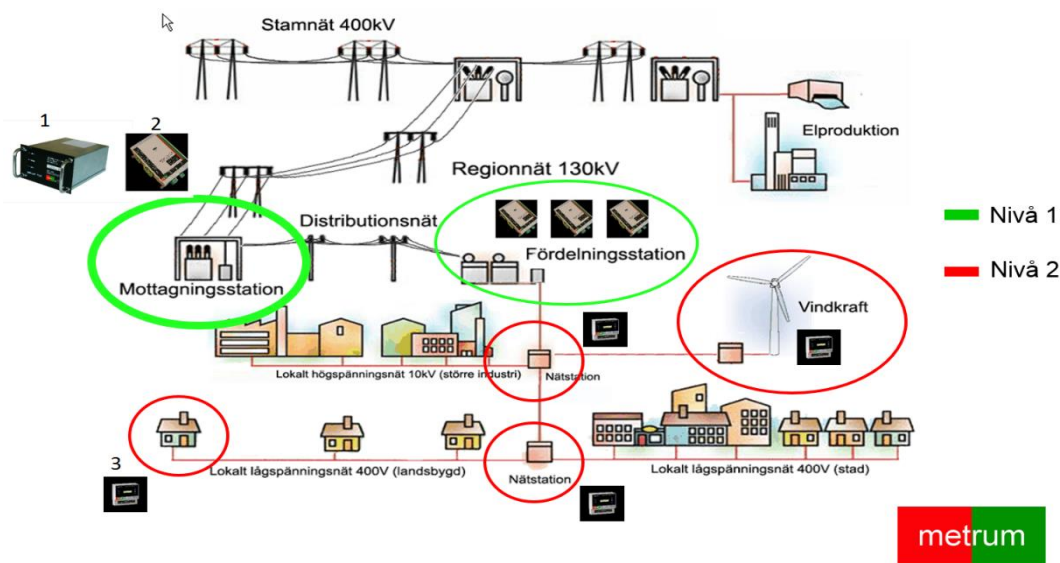 Stamnät 400kV
1
2
Elproduktion
Regionnät 130kV
Distributionsnät
Nivå 1
Fördelningsstation
Nivå 2
Mottagningsstation
Vindkraft
Lokalt högspänningsnät 10kV (större industri)
Nätstation
3
Lokalt lågspänningsnät 400V (landsbygd)
Nätstation
Lokalt lågspänningsnät 400V (stad)
metrum